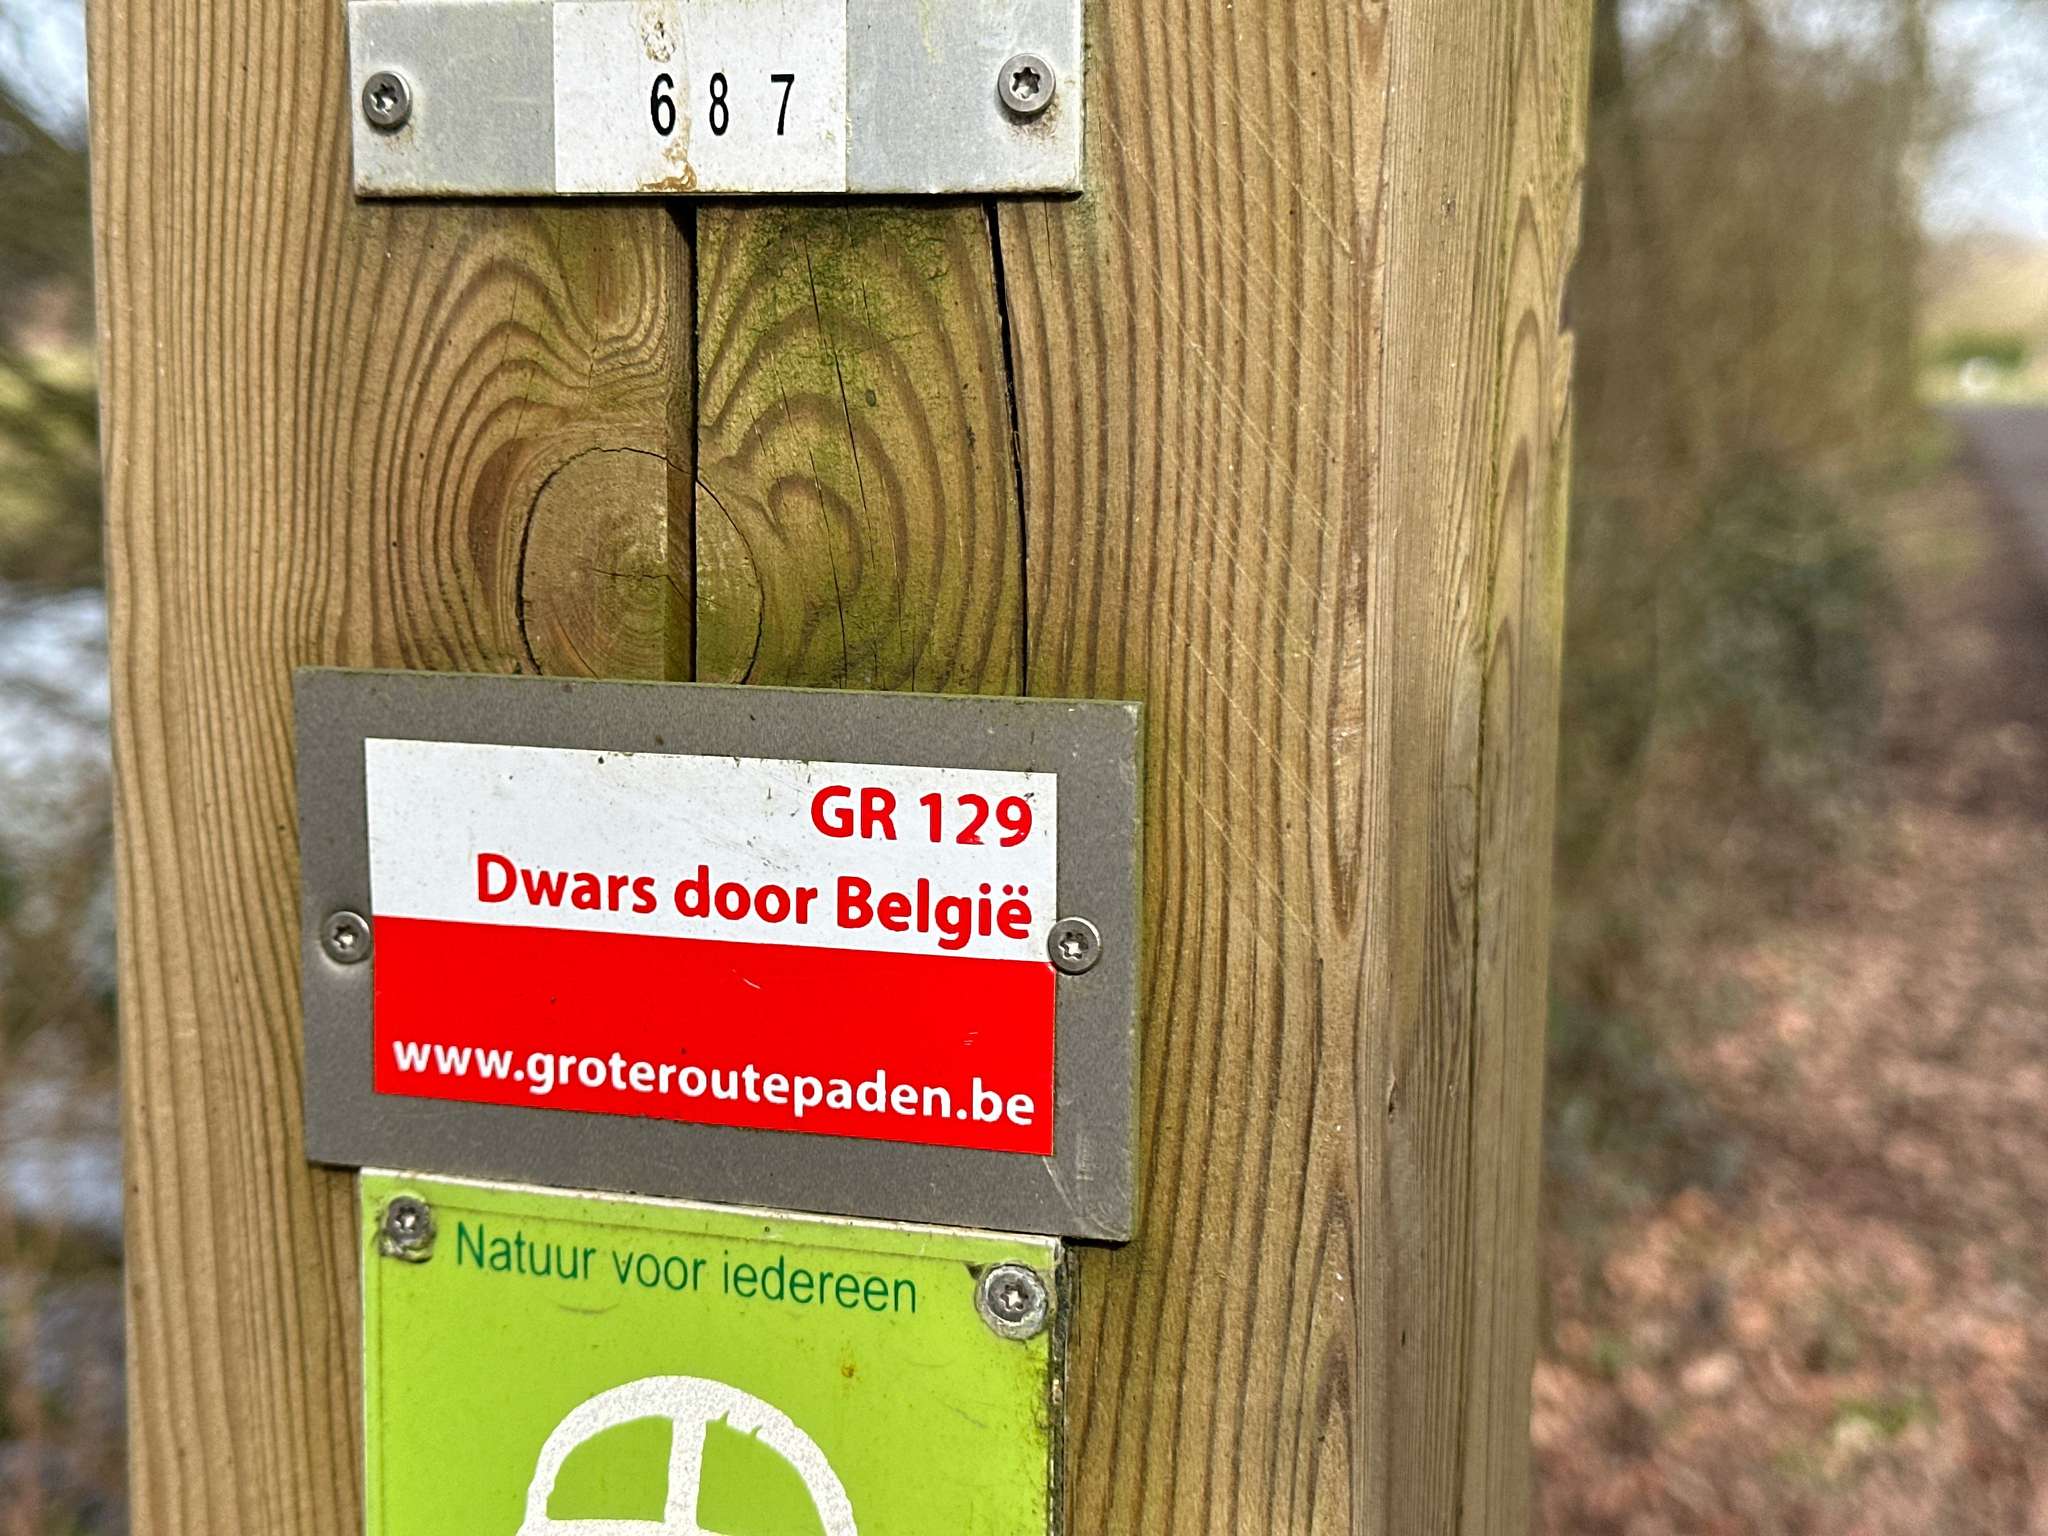 687
GR 129
Dwars door België
www.groteroutepaden.be
Natuur voor iedereen